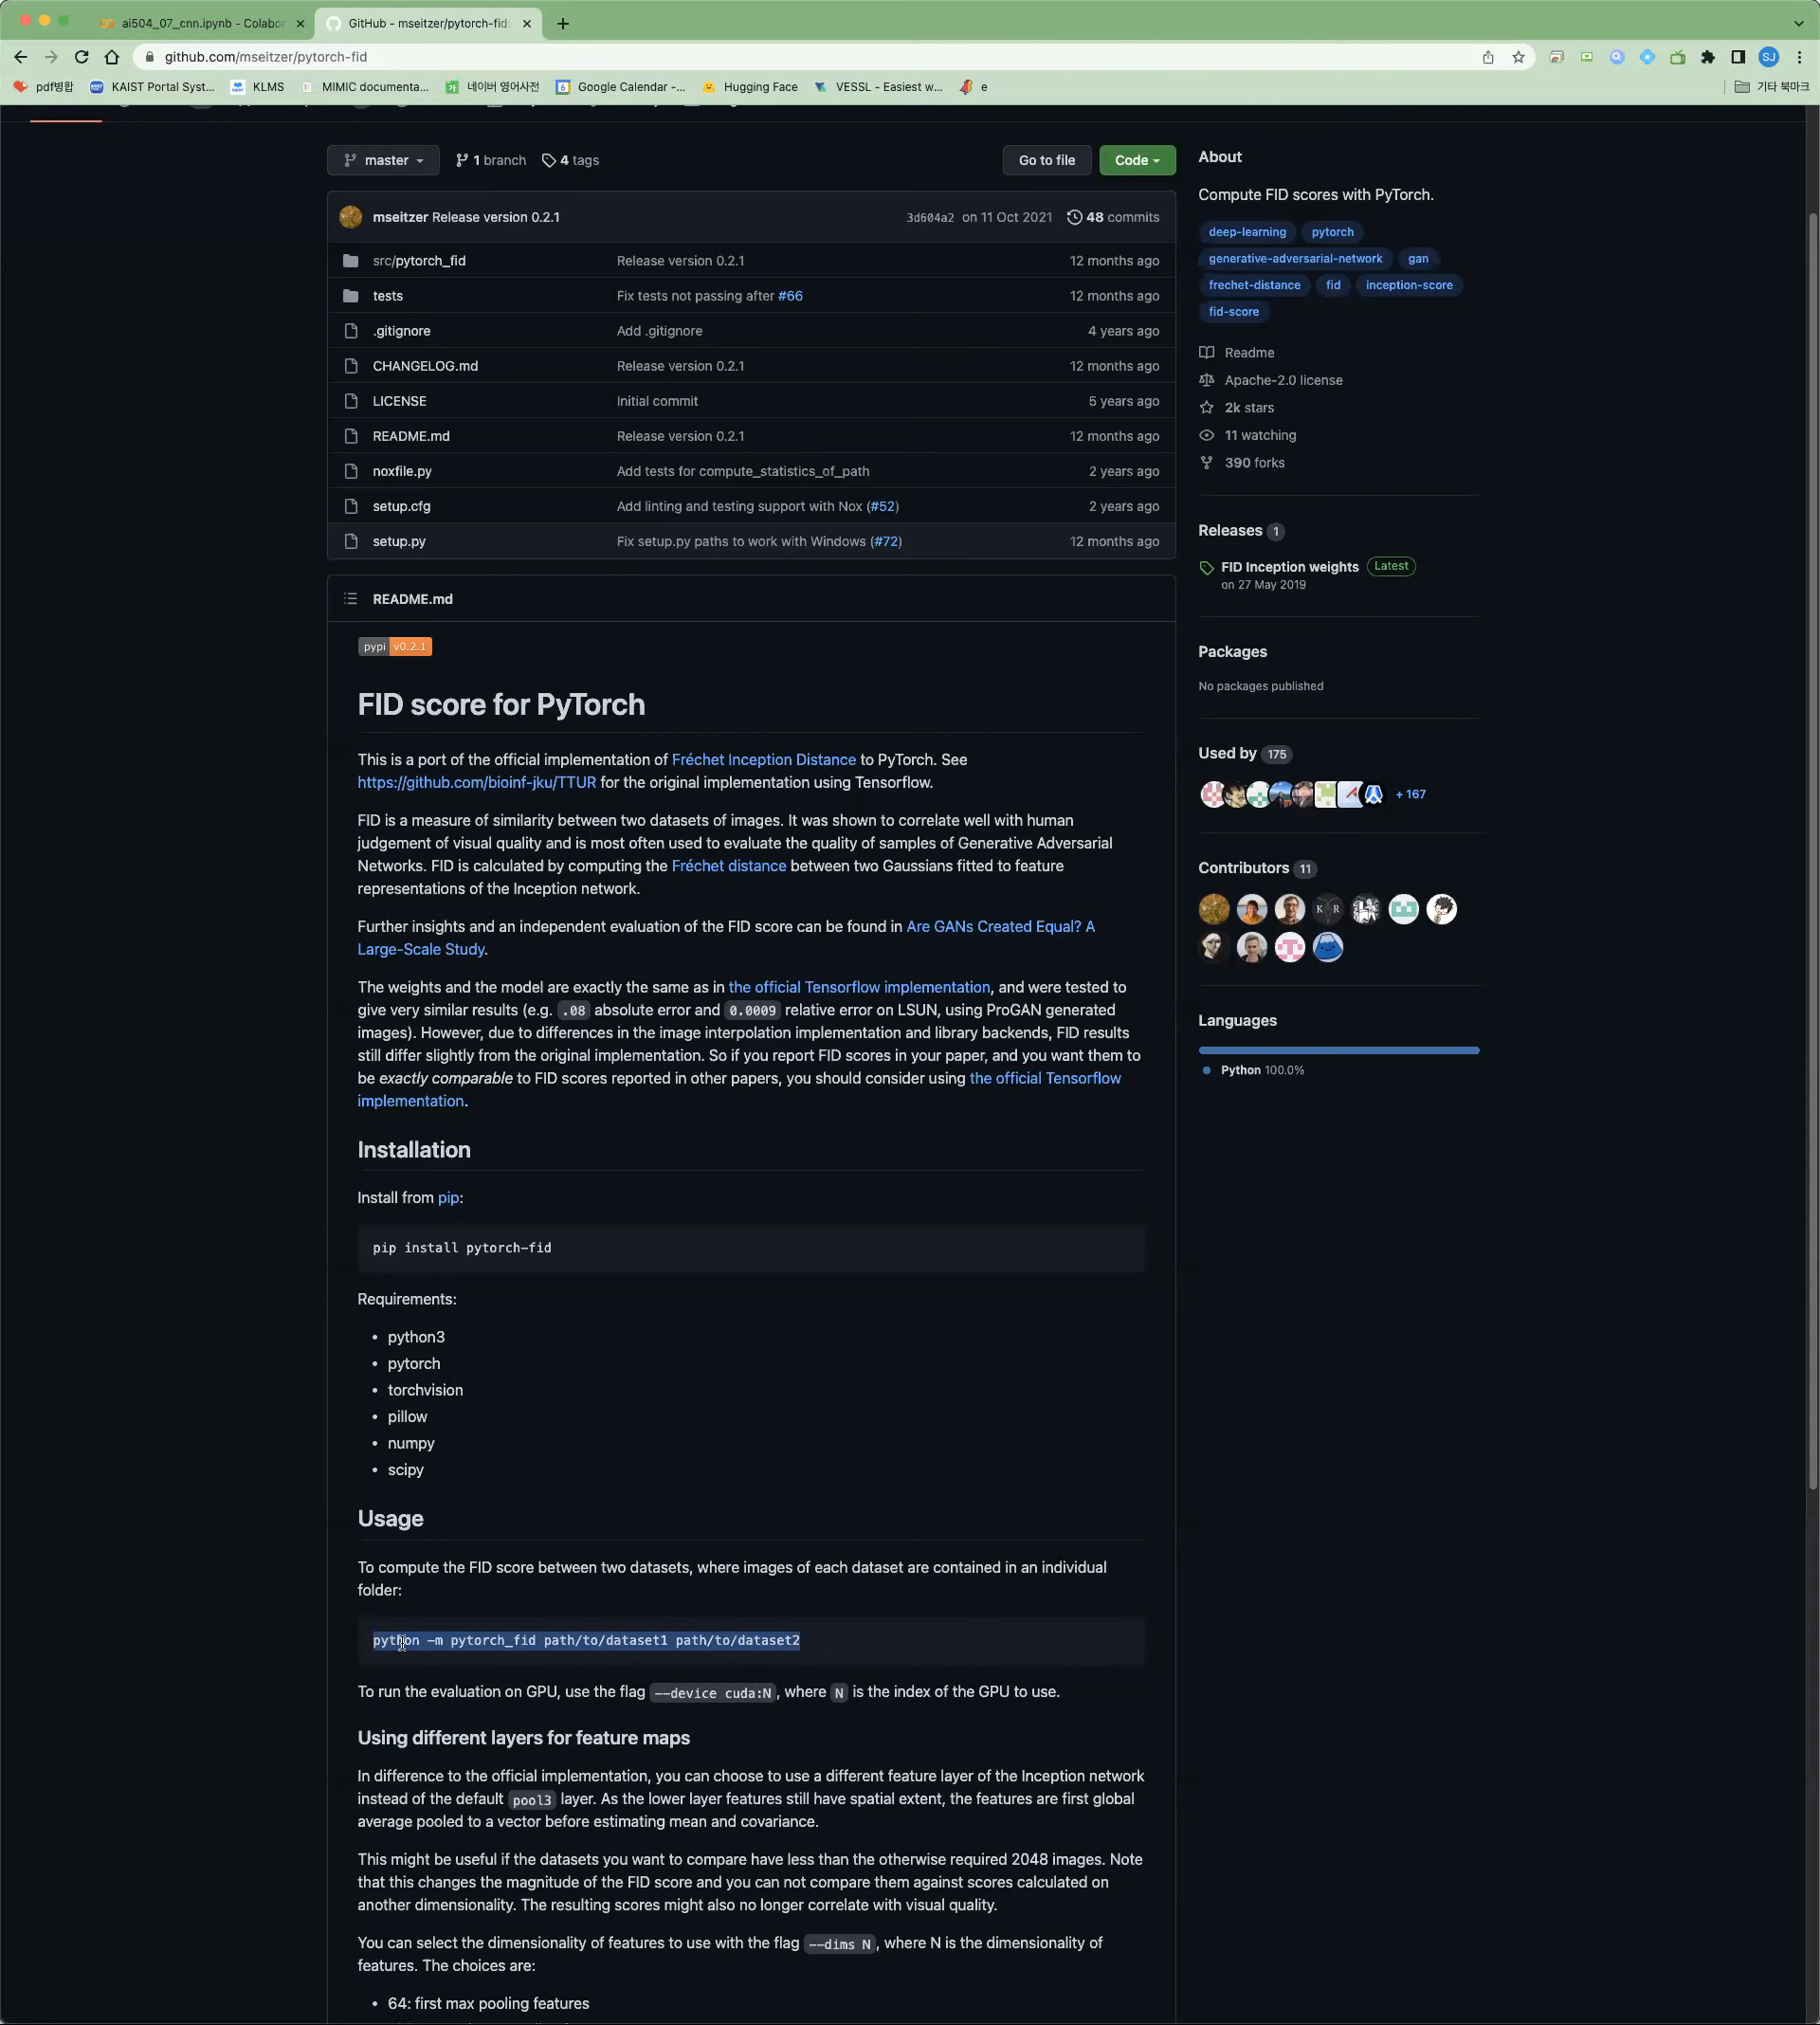 ai504_07_cnn.ipynb - Colabor
GitHub - mseitzer/pytorch-fid:
github.com/mseitzer/pytorch-fid
SJ
pdf병합
KAIST Portal Syst...
KLMS
MIMIC documenta...
네이버 영어사전
Google Calendar -...
Hugging Face
VESSL - Easiest w...
e
기타 북마크
master
1 branch
4 tags
Go to file
Code
mseitzer Release version 0.2.1
3d604a2 on 11 Oct 2021
48 commits
src/pytorch_fid
Release version 0.2.1
12 months ago
tests
Fix tests not passing after #66
12 months ago
.gitignore
Add .gitignore
4 years ago
CHANGELOG.md
Release version 0.2.1
12 months ago
LICENSE
Initial commit
5 years ago
README.md
Release version 0.2.1
12 months ago
noxfile.py
Add tests for compute_statistics_of_path
2 years ago
setup.cfg
Add linting and testing support with Nox (#52)
2 years ago
setup.py
Fix setup.py paths to work with Windows (#72)
12 months ago
README.md
pypi v0.2.1
FID score for PyTorch
This is a port of the official implementation of Fréchet Inception Distance to PyTorch. See
https://github.com/bioinf-jku/TTUR for the original implementation using Tensorflow.
FID is a measure of similarity between two datasets of images. It was shown to correlate well with human
judgement of visual quality and is most often used to evaluate the quality of samples of Generative Adversarial
Networks. FID is calculated by computing the Fréchet distance between two Gaussians fitted to feature
representations of the Inception network.
Further insights and an independent evaluation of the FID score can be found in Are GANs Created Equal? A
Large-Scale Study.
The weights and the model are exactly the same as in the official Tensorflow implementation, and were tested to
give very similar results (e.g. .08 absolute error and 0.0009 relative error on LSUN, using ProGAN generated
images). However, due to differences in the image interpolation implementation and library backends, FID results
still differ slightly from the original implementation. So if you report FID scores in your paper, and you want them to
be exactly comparable to FID scores reported in other papers, you should consider using the official Tensorflow
implementation.
Installation
Install from pip:
pip install pytorch-fid
Requirements:
• python3
• pytorch
• torchvision
• pillow
• numpy
• scipy
Usage
To compute the FID score between two datasets, where images of each dataset are contained in an individual
folder:
python -m pytorch_fid path/to/dataset1 path/to/dataset2
To run the evaluation on GPU, use the flag --device cuda:N, where N is the index of the GPU to use.
Using different layers for feature maps
In difference to the official implementation, you can choose to use a different feature layer of the Inception network
instead of the default pool3 layer. As the lower layer features still have spatial extent, the features are first global
average pooled to a vector before estimating mean and covariance.
This might be useful if the datasets you want to compare have less than the otherwise required 2048 images. Note
that this changes the magnitude of the FID score and you can not compare them against scores calculated on
another dimensionality. The resulting scores might also no longer correlate with visual quality.
You can select the dimensionality of features to use with the flag --dims N, where N is the dimensionality of
features. The choices are:
• 64: first max pooling features
About
Compute FID scores with PyTorch.
deep-learning
pytorch
generative-adversarial-network
gan
frechet-distance
fid
inception-score
fid-score
Readme
Apache-2.0 license
2k stars
11 watching
390 forks
Releases 1
FID Inception weights Latest
on 27 May 2019
Packages
No packages published
Used by 175
+ 167
Contributors 11
K R
Languages
Python 100.0%